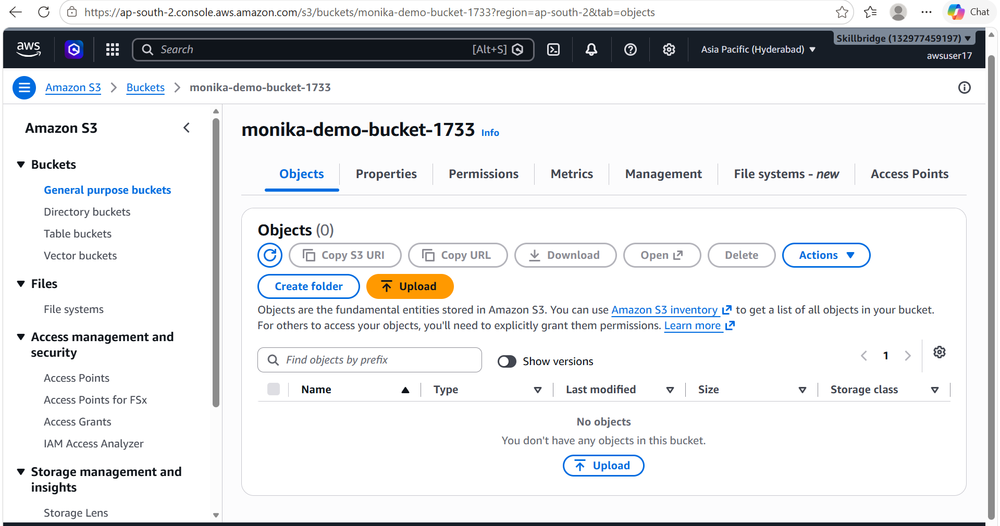 https://ap-south-2.console.aws.amazon.com/s3/buckets/monika-demo-bucket-1733?region=ap-south-2&tab=objects
Chat
aws
Search
[Alt+S]
Asia Pacific (Hyderabad)
Skillbridge (132977459197)
awsuser17
Amazon S3
Buckets
monika-demo-bucket-1733
Amazon S3
Buckets
General purpose buckets
Directory buckets
Table buckets
Vector buckets
Files
File systems
Access management and
security
Access Points
Access Points for FSx
Access Grants
IAM Access Analyzer
Storage management and
insights
Storage Lens
monika-demo-bucket-1733 Info
Objects Properties Permissions Metrics Management File systems - new Access Points
Objects (0)
Copy S3 URI Copy URL Download Open Delete Actions
Create folder Upload
Objects are the fundamental entities stored in Amazon S3. You can use Amazon S3 inventory to get a list of all objects in your bucket.
For others to access your objects, you'll need to explicitly grant them permissions. Learn more
Find objects by prefix
Show versions
1
Name Type Last modified Size Storage class
No objects
You don't have any objects in this bucket.
Upload